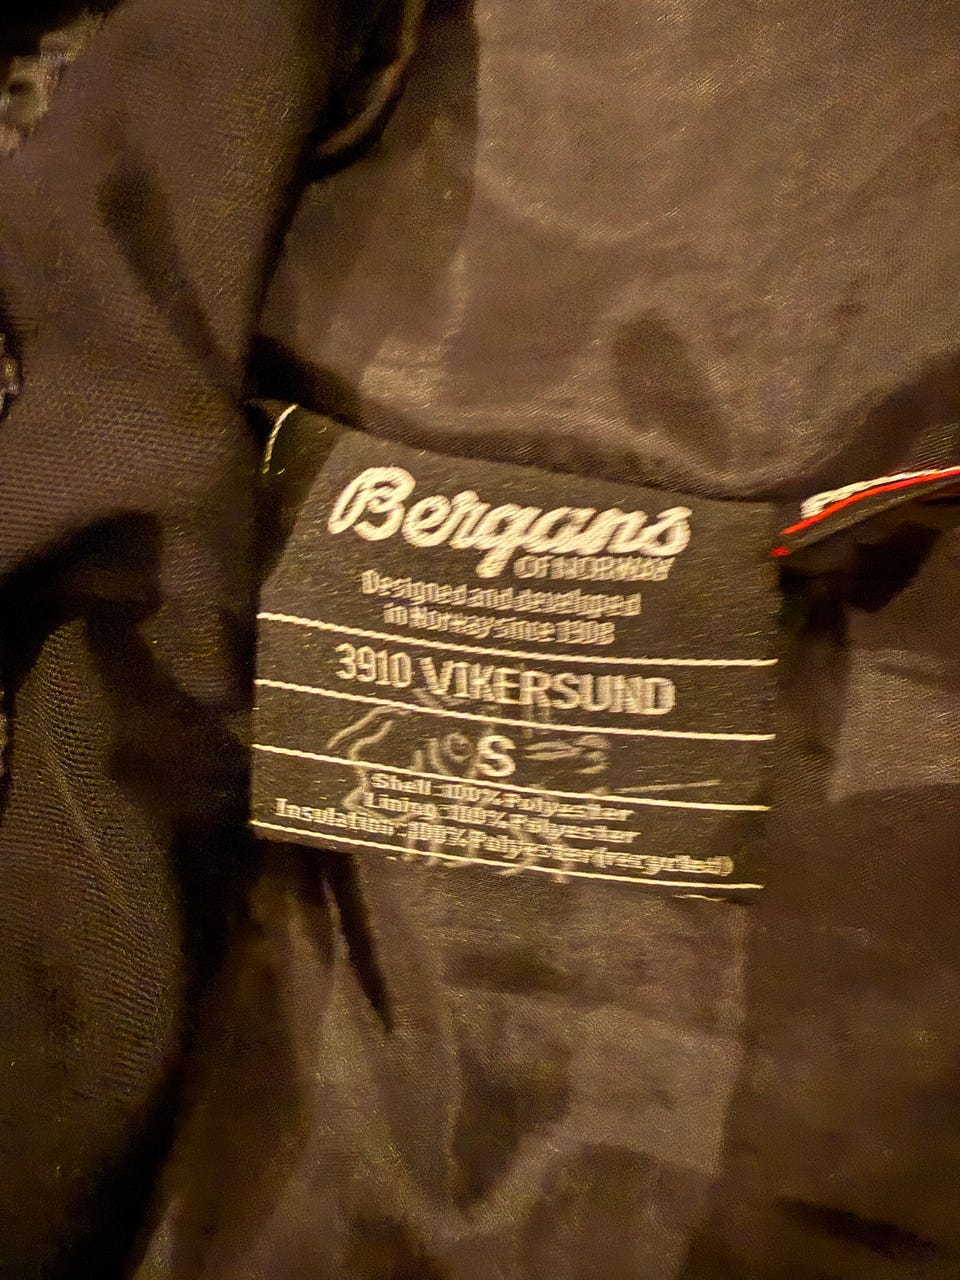 Bergans
OF NORWAY
Designed and developed
in Norway since 1908
3910 VIKERSUND
S
Shell: 100% Polyester
Lining: 100% Polyester
Insulation: 100% Polyester (recycled)